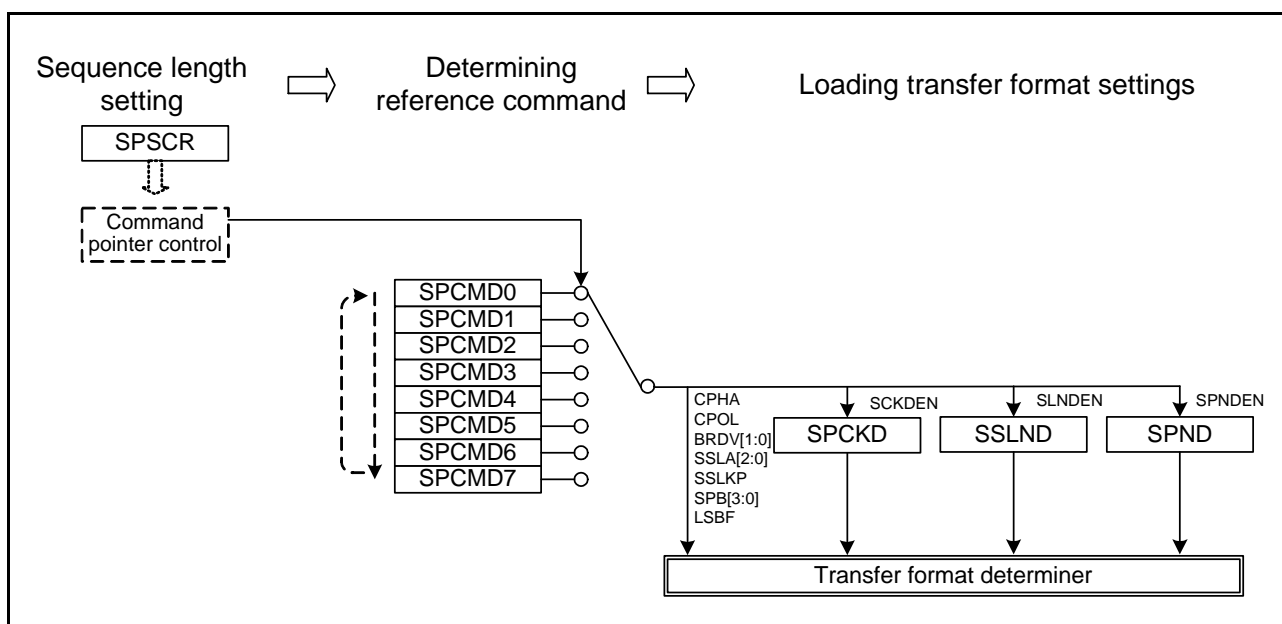 Sequence length
setting
Determining
reference command
Loading transfer format settings
SPSCR
Command
pointer control
SPCMD0
SPCMD1
SPCMD2
SPCMD3
SPCMD4
SPCMD5
SPCMD6
SPCMD7
CPHA
CPOL
BRDV[1:0]
SSLA[2:0]
SSLKP
SPB[3:0]
LSBF
SCKDEN
SPCKD
SLNDEN
SSLND
SPNDEN
SPND
Transfer format determiner